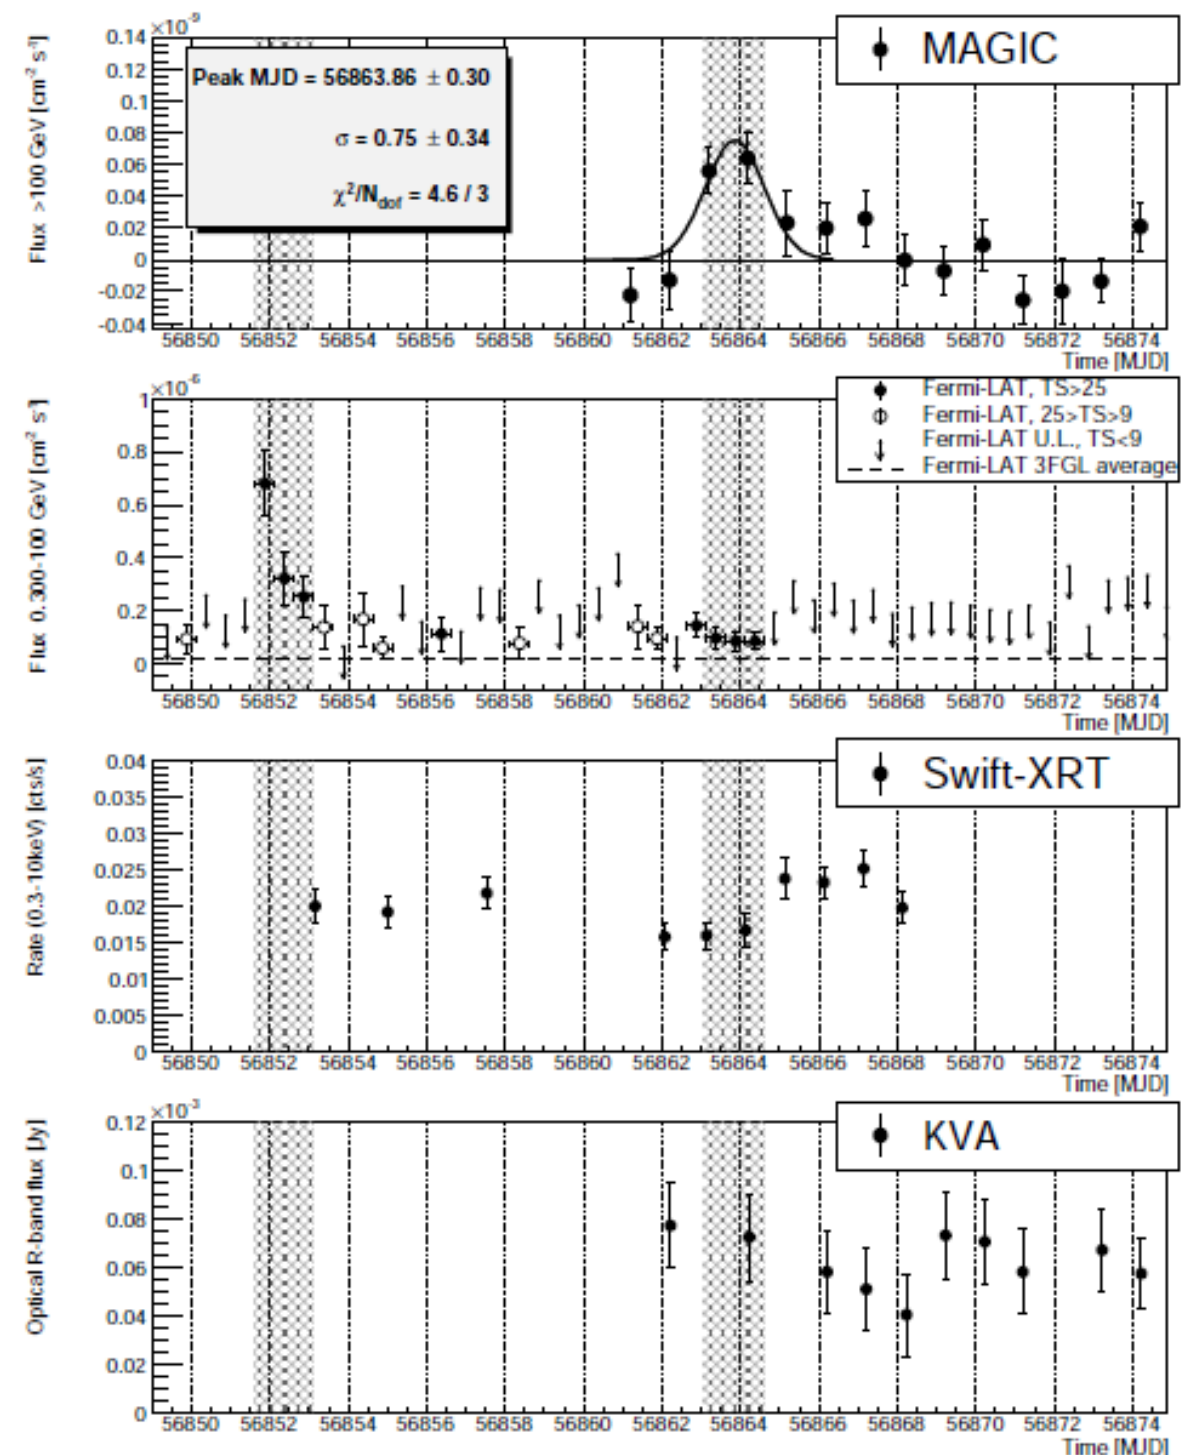 ×10⁻⁹
Flux >100 GeV [cm⁻² s⁻¹]
0.14
0.12
0.1
0.08
0.06
0.04
0.02
0
-0.02
-0.04
Peak MJD = 56863.86 ± 0.30
σ = 0.75 ± 0.34
χ²/N_dof = 4.6 / 3
MAGIC
56850 56852 56854 56856 56858 56860 56862 56864 56866 56868 56870 56872 56874
Time [MJD]
×10⁻⁶
Flux 0.300-100 GeV [cm⁻² s⁻¹]
1
0.8
0.6
0.4
0.2
0
Fermi-LAT, TS>25
Fermi-LAT, 25>TS>9
Fermi-LAT U.L., TS<9
Fermi-LAT 3FGL average
56850 56852 56854 56856 56858 56860 56862 56864 56866 56868 56870 56872 56874
Time [MJD]
Rate (0.3-10keV) [cts/s]
0.04
0.035
0.03
0.025
0.02
0.015
0.01
0.005
0
Swift-XRT
56850 56852 56854 56856 56858 56860 56862 56864 56866 56868 56870 56872 56874
Time [MJD]
×10⁻³
Optical R-band flux [Jy]
0.12
0.1
0.08
0.06
0.04
0.02
0
KVA
56850 56852 56854 56856 56858 56860 56862 56864 56866 56868 56870 56872 56874
Time [MJD]